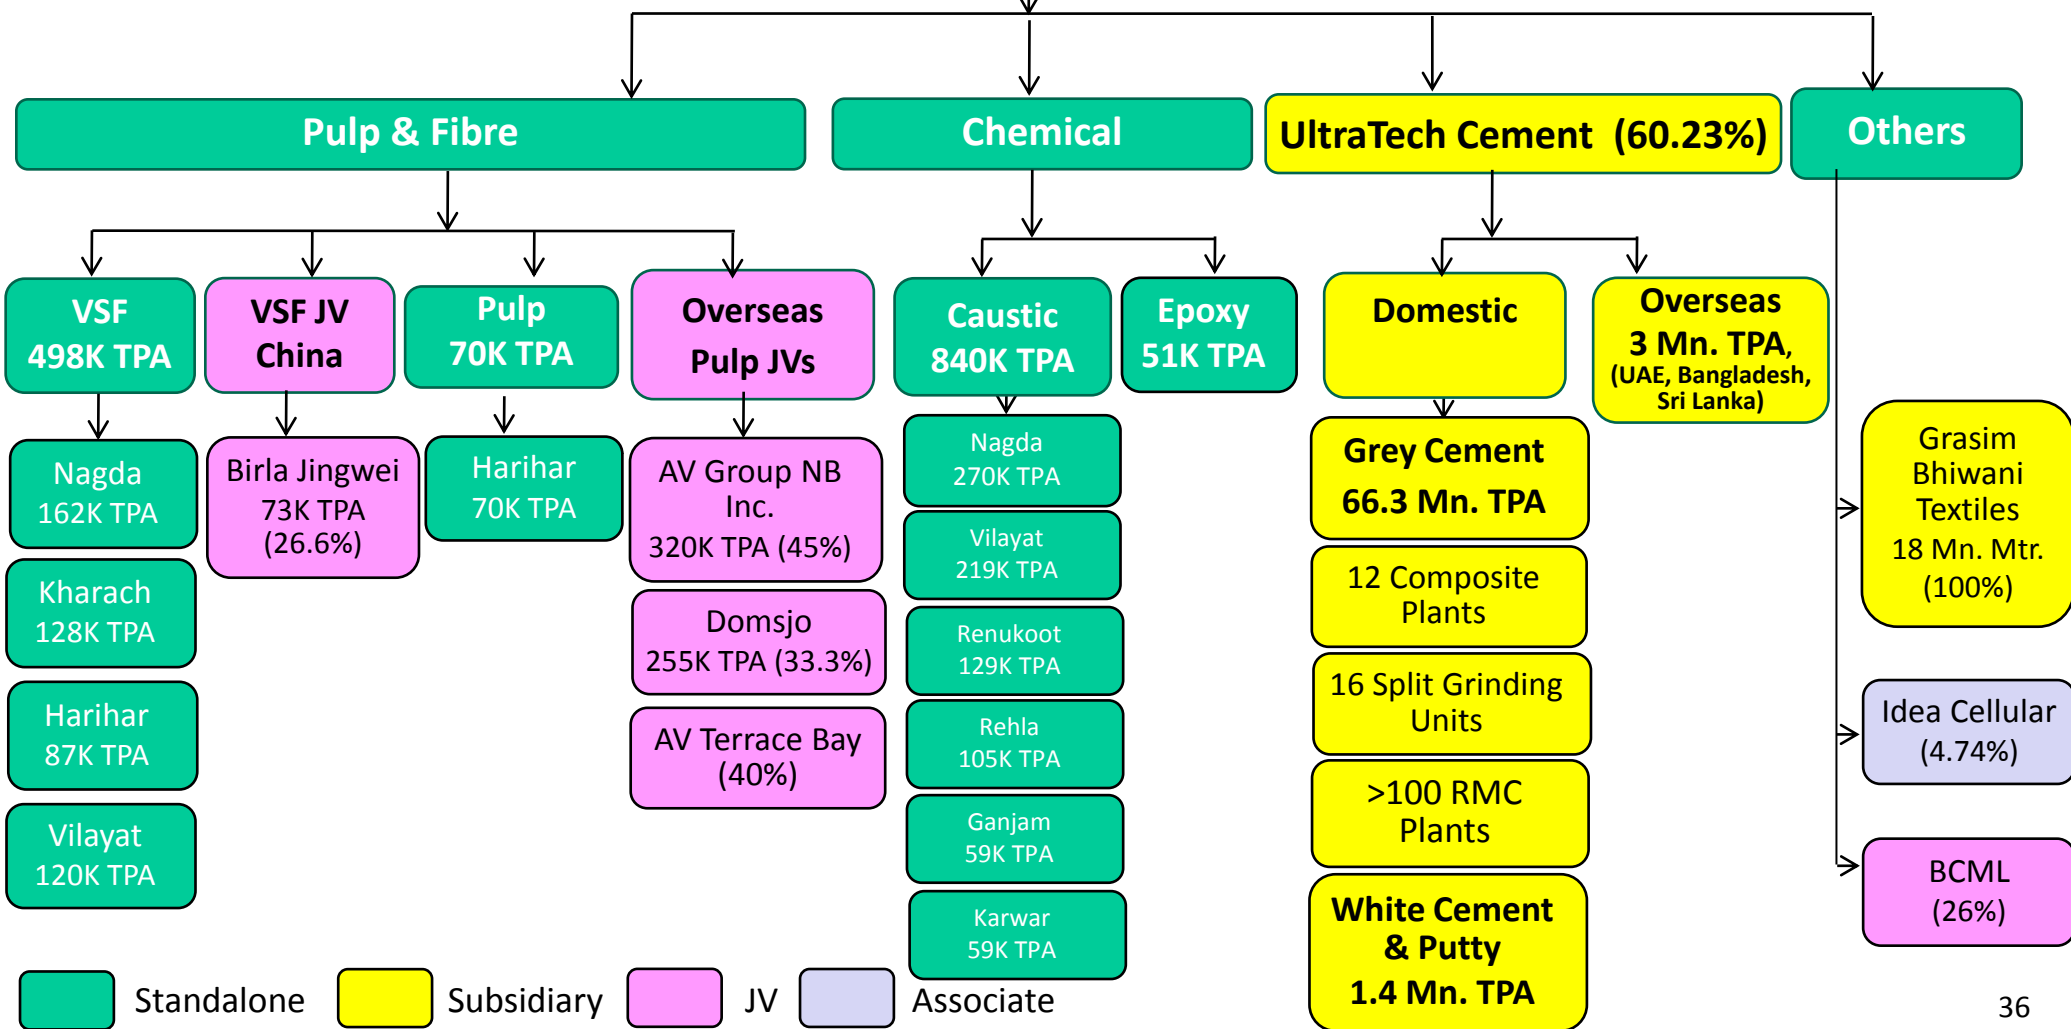 Pulp & Fibre
Chemical
UltraTech Cement (60.23%)
Others
VSF
498K TPA
VSF JV
China
Pulp
70K TPA
Overseas
Pulp JVs
Caustic
840K TPA
Epoxy
51K TPA
Domestic
Overseas
3 Mn. TPA,
(UAE, Bangladesh,
Sri Lanka)
Nagda
162K TPA
Kharach
128K TPA
Harihar
87K TPA
Vilayat
120K TPA
Birla Jingwei
73K TPA
(26.6%)
Harihar
70K TPA
AV Group NB
Inc.
320K TPA (45%)
Domsjo
255K TPA (33.3%)
AV Terrace Bay
(40%)
Nagda
270K TPA
Vilayat
219K TPA
Renukoot
129K TPA
Rehla
105K TPA
Ganjam
59K TPA
Karwar
59K TPA
Grey Cement
66.3 Mn. TPA
12 Composite
Plants
16 Split Grinding
Units
>100 RMC
Plants
White Cement
& Putty
1.4 Mn. TPA
Grasim
Bhiwani
Textiles
18 Mn. Mtr.
(100%)
Idea Cellular
(4.74%)
BCML
(26%)
Standalone
Subsidiary
JV
Associate
36